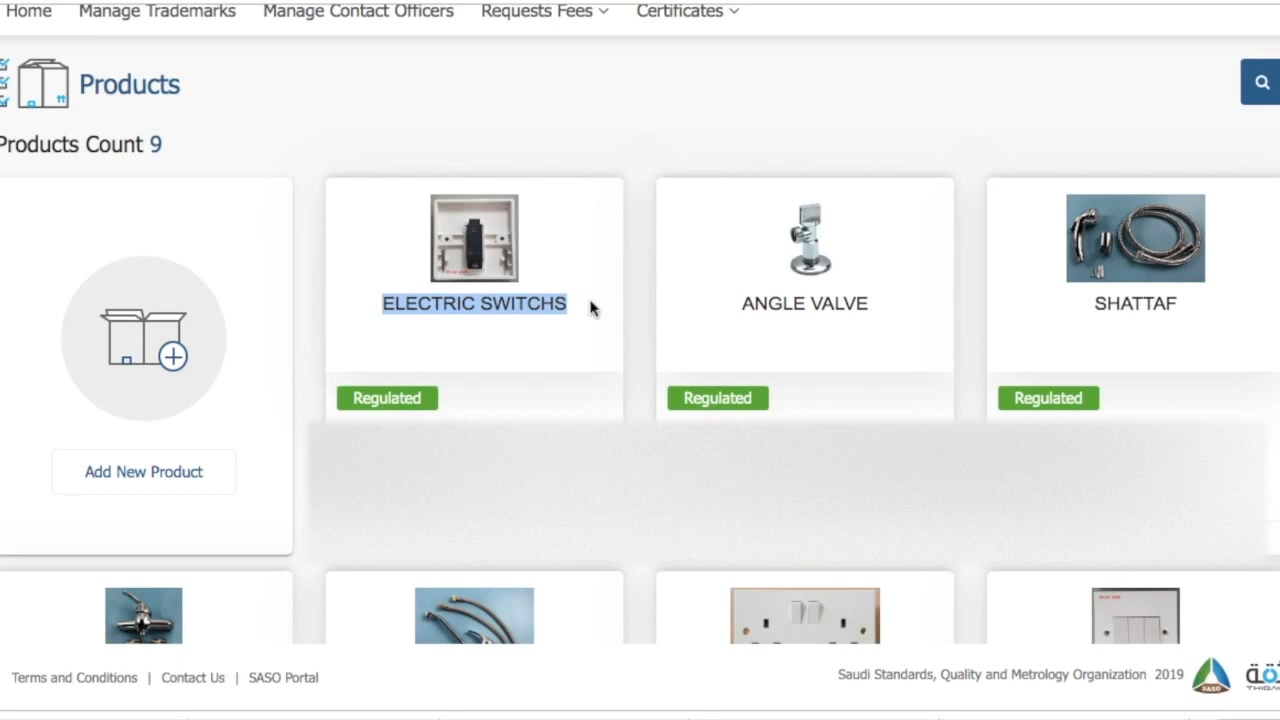 Home Manage Trademarks Manage Contact Officers Requests Fees Certificates
Products
Products Count 9
ELECTRIC SWITCHS
ANGLE VALVE
SHATTAF
Regulated
Regulated
Regulated
Add New Product
Terms and Conditions | Contact Us | SASO Portal
Saudi Standards, Quality and Metrology Organization 2019
SASO